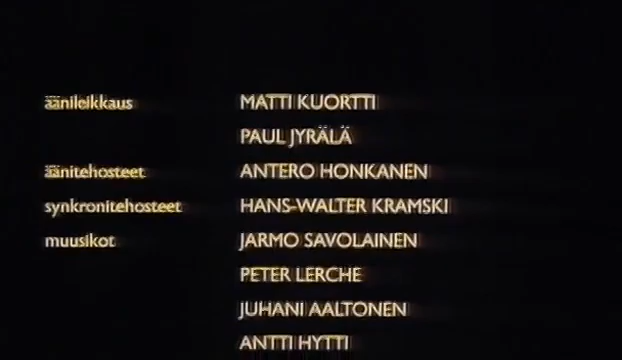 äänileikkaus MATTI KUORTTI
PAUL JYRÄLÄ
äänitehosteet ANTERO HONKANEN
synkronitehosteet HANS-WALTER KRAMSKI
muusikot JARMO SAVOLAINEN
PETER LERCHE
JUHANI AALTONEN
ANTTI HYTTI